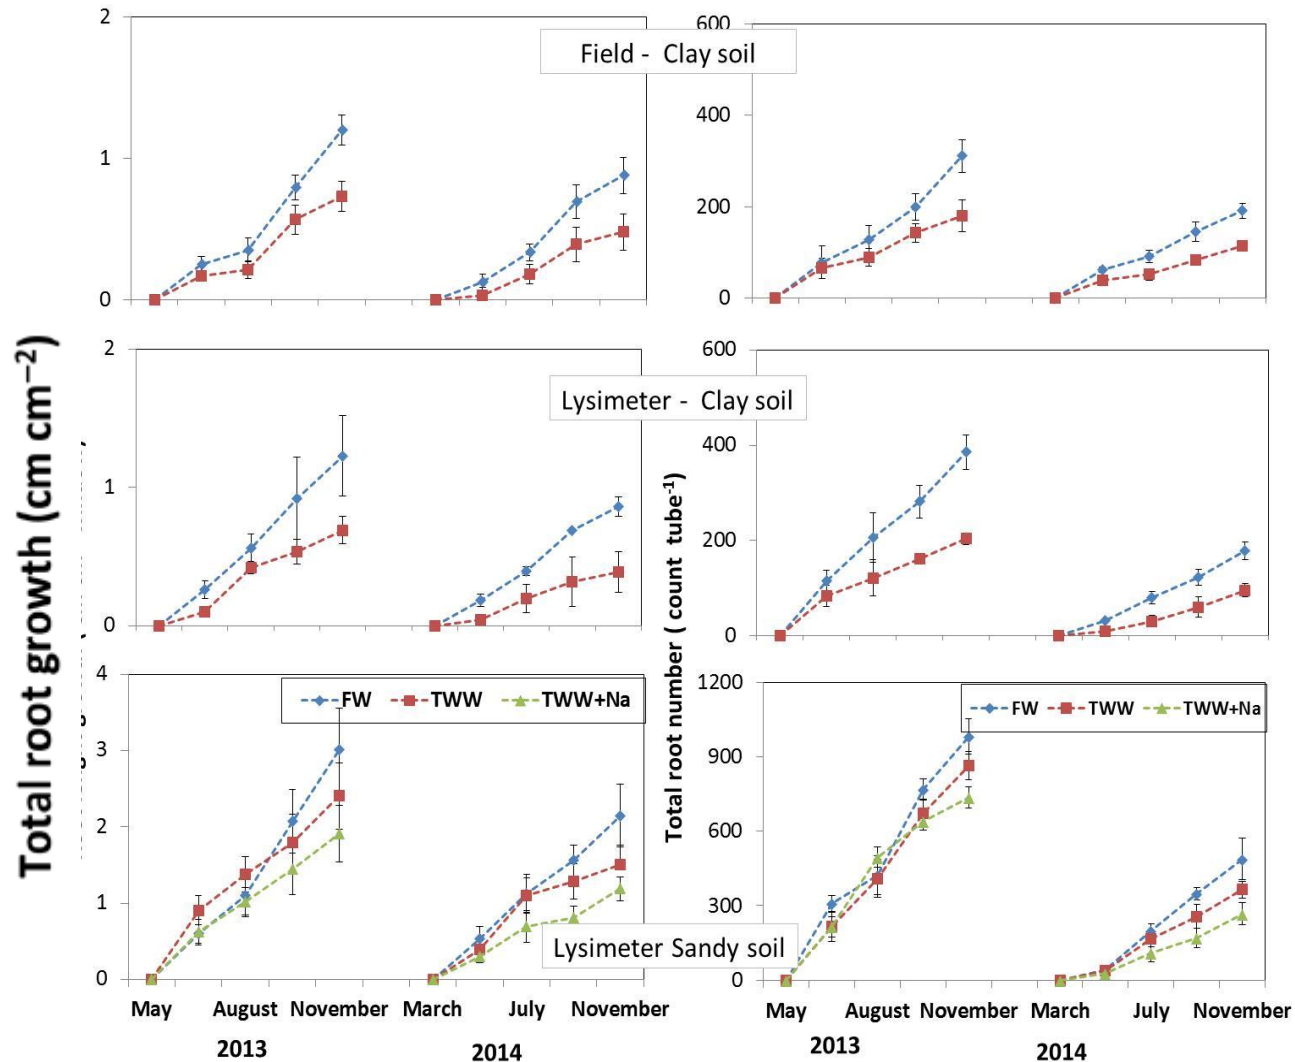 2
1
0
600
400
200
0
Field - Clay soil
Total root growth (cm cm⁻²)
2
1
0
600
400
200
0
Lysimeter - Clay soil
Total root number ( count tube⁻¹)
4
3
2
1
0
FW TWW TWW+Na
1200
900
600
300
0
FW TWW TWW+Na
Lysimeter Sandy soil
May August November March July November
2013 2014
May August November March July November
2013 2014